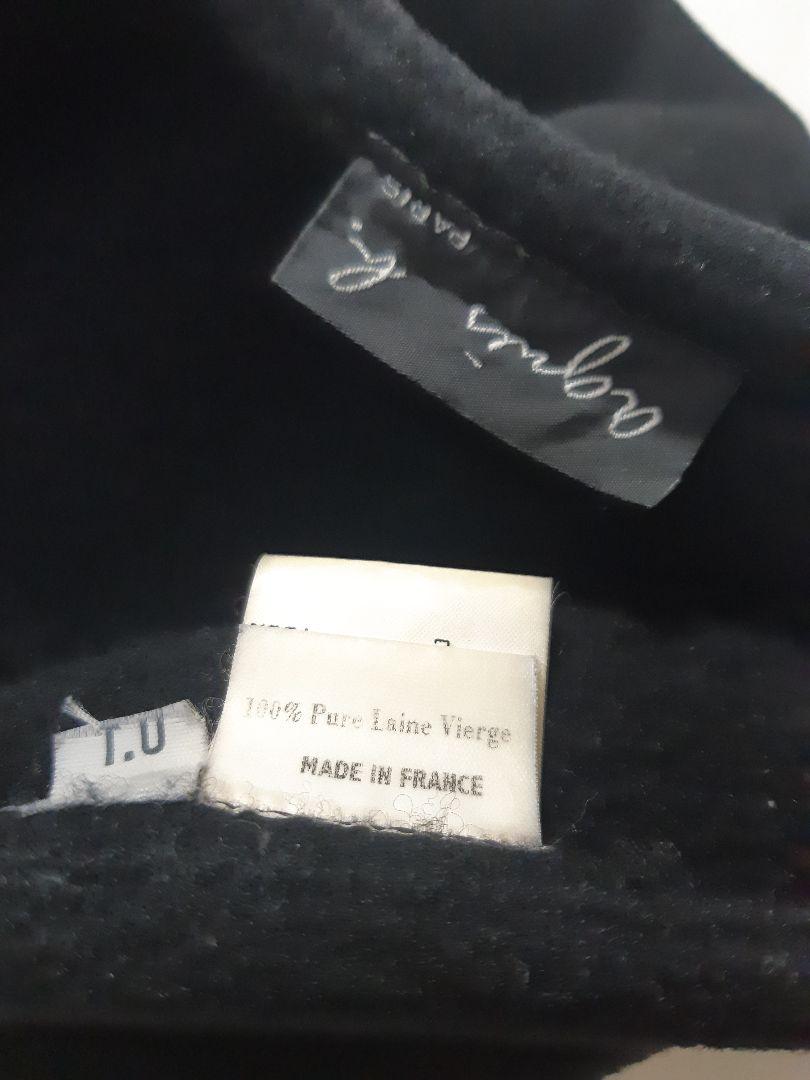 agnès b.
PARIS
T.U
100% Pure Laine Vierge
MADE IN FRANCE